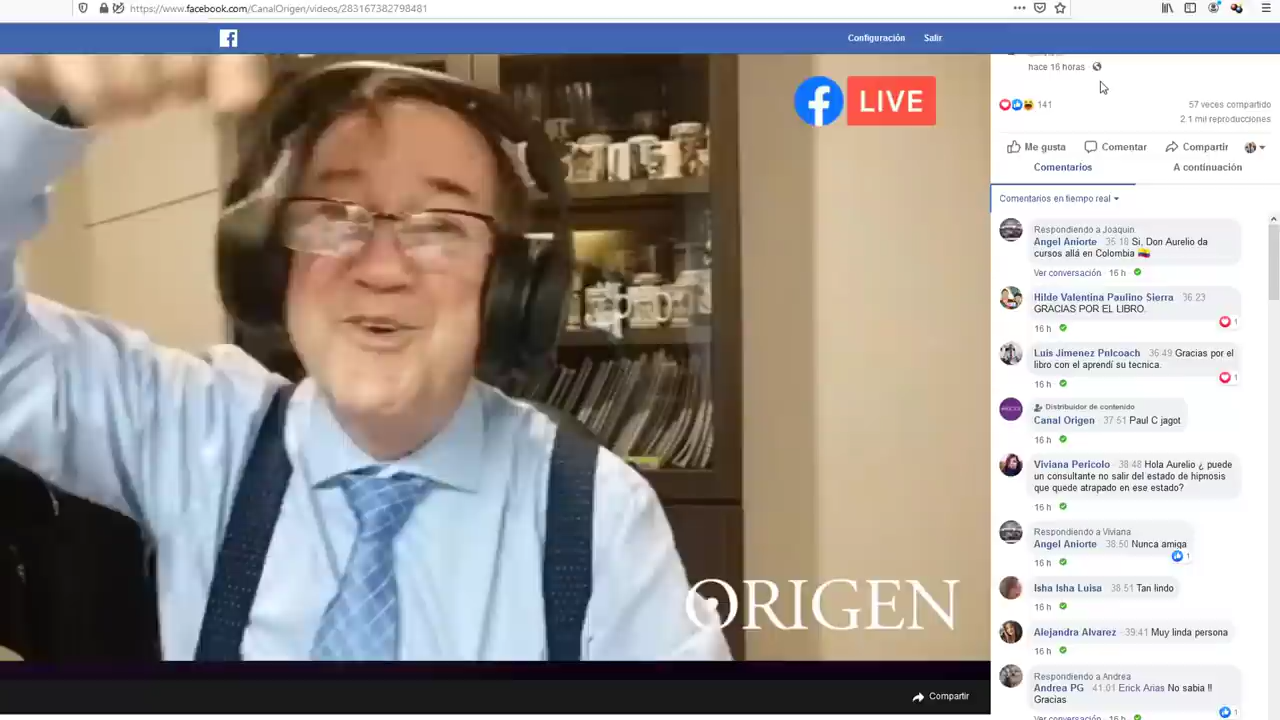 https://www.facebook.com/CanalOrigen/videos/283167382798481
Configuración
Salir
LIVE
ORIGEN
Compartir
hace 16 horas
141
57 veces compartido
2.1 mil reproducciones
Me gusta
Comentar
Compartir
Comentarios
A continuación
Comentarios en tiempo real
Respondiendo a Joaquin
Angel Aniorte 35:18 Si, Don Aurelio da
cursos allá en Colombia
Ver conversación 16 h
Hilde Valentina Paulino Sierra 36:23
GRACIAS POR EL LIBRO.
1
16 h
Luis Jimenez Pnlcoach 36:49 Gracias por el
libro con el aprendí su tecnica.
1
16 h
Distribuidor de contenido
Canal Origen 37:51 Paul C jagot
16 h
Viviana Pericolo 38:48 Hola Aurelio ¿ puede
un consultante no salir del estado de hipnosis
que quede atrapado en ese estado?
16 h
Respondiendo a Viviana
Angel Aniorte 38:50 Nunca amiga
1
16 h
Isha Isha Luisa 38:51 Tan lindo
16 h
Alejandra Alvarez -39:41 Muy linda persona
16 h
Respondiendo a Andrea
Andrea PG 41:01 Erick Arias No sabia !!
Gracias
1
Ver conversación 16 h